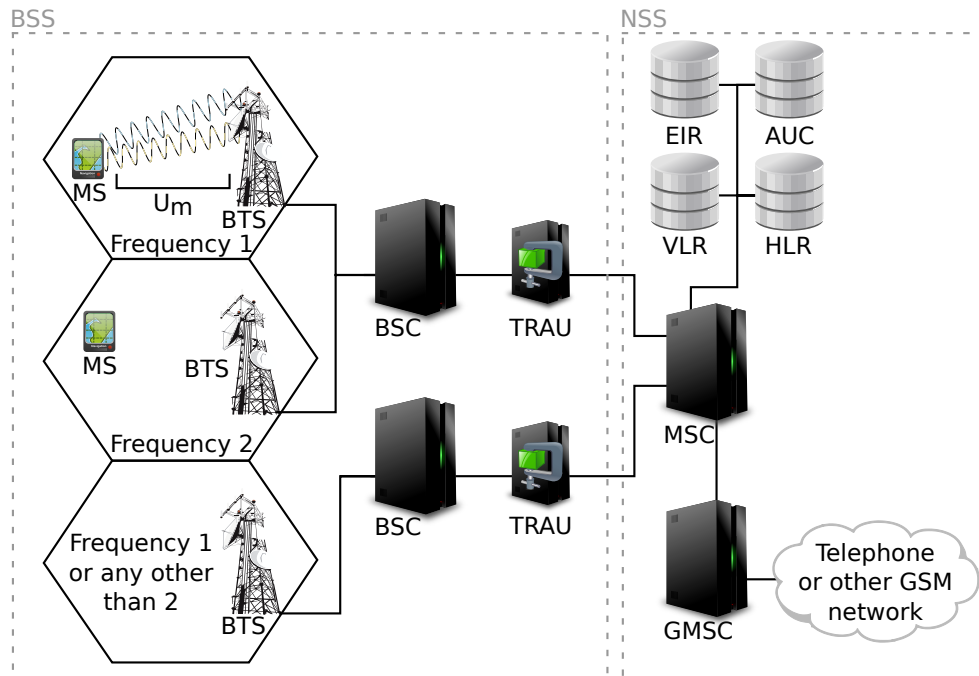 BSS
NSS
EIR
AUC
MS
Um
BTS
VLR
HLR
Frequency 1
BSC
TRAU
MS
BTS
MSC
Frequency 2
BSC
TRAU
Frequency 1
or any other
than 2
BTS
GMSC
Telephone
or other GSM
network